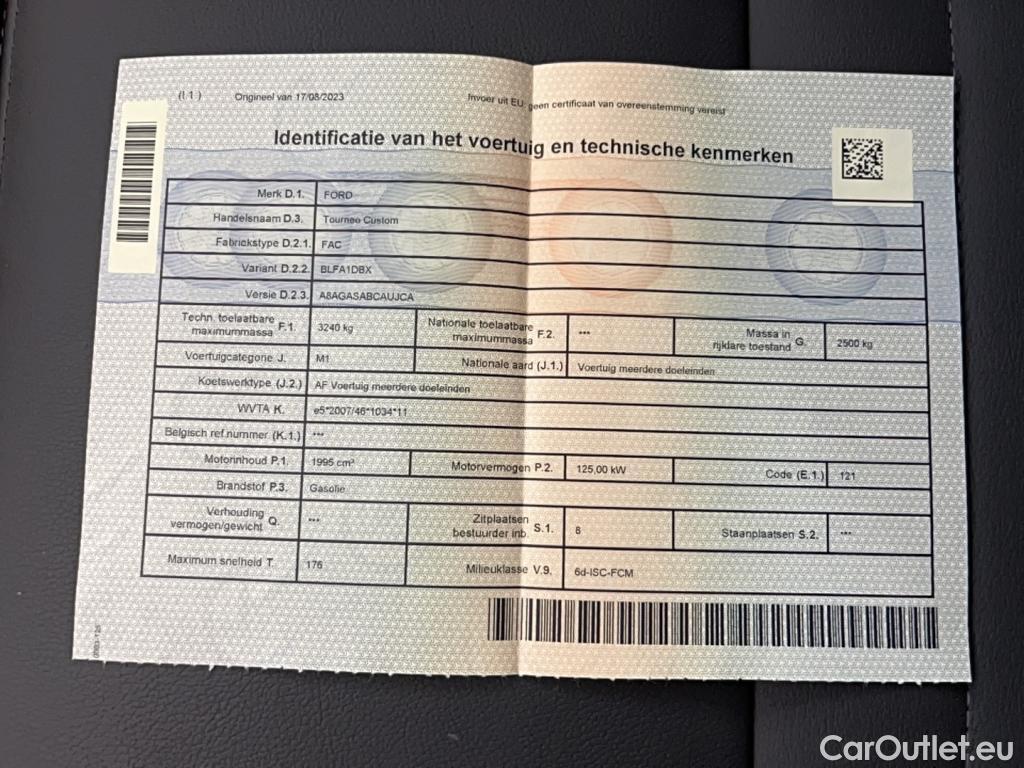 (I.1) Origineel van 17/08/2023 Invoer uit EU: geen certificaat van overeenstemming vereist
Identificatie van het voertuig en technische kenmerken
Merk D.1. FORD
Handelsnaam D.3. Tourneo Custom
Fabriekstype D.2.1. FAC
Variant D.2.2. BLFA1DBX
Versie D.2.3. A8AGASABCAUJCA
Techn. toelaatbare maximummassa F.1. 3240 kg Nationale toelaatbare maximummassa F.2. *** Massa in rijklare toestand G. 2500 kg
Voertuigcategorie J. M1 Nationale aard (J.1.) Voertuig meerdere doeleinden
Koetswerktype (J.2.) AF Voertuig meerdere doeleinden
WVTA K. e5*2007/46*1034*11
Belgisch ref.nummer (K.1.) ***
Motorinhoud P.1. 1995 cm³ Motorvermogen P.2. 125,00 kW Code (E.1.) 121
Brandstof P.3. Gasolie
Verhouding vermogen/gewicht Q. *** Zitplaatsen bestuurder inb. S.1. 8 Staanplaatsen S.2. ***
Maximum snelheid T. 176 Milieuklasse V.9. 6d-ISC-FCM
CarOutlet.eu